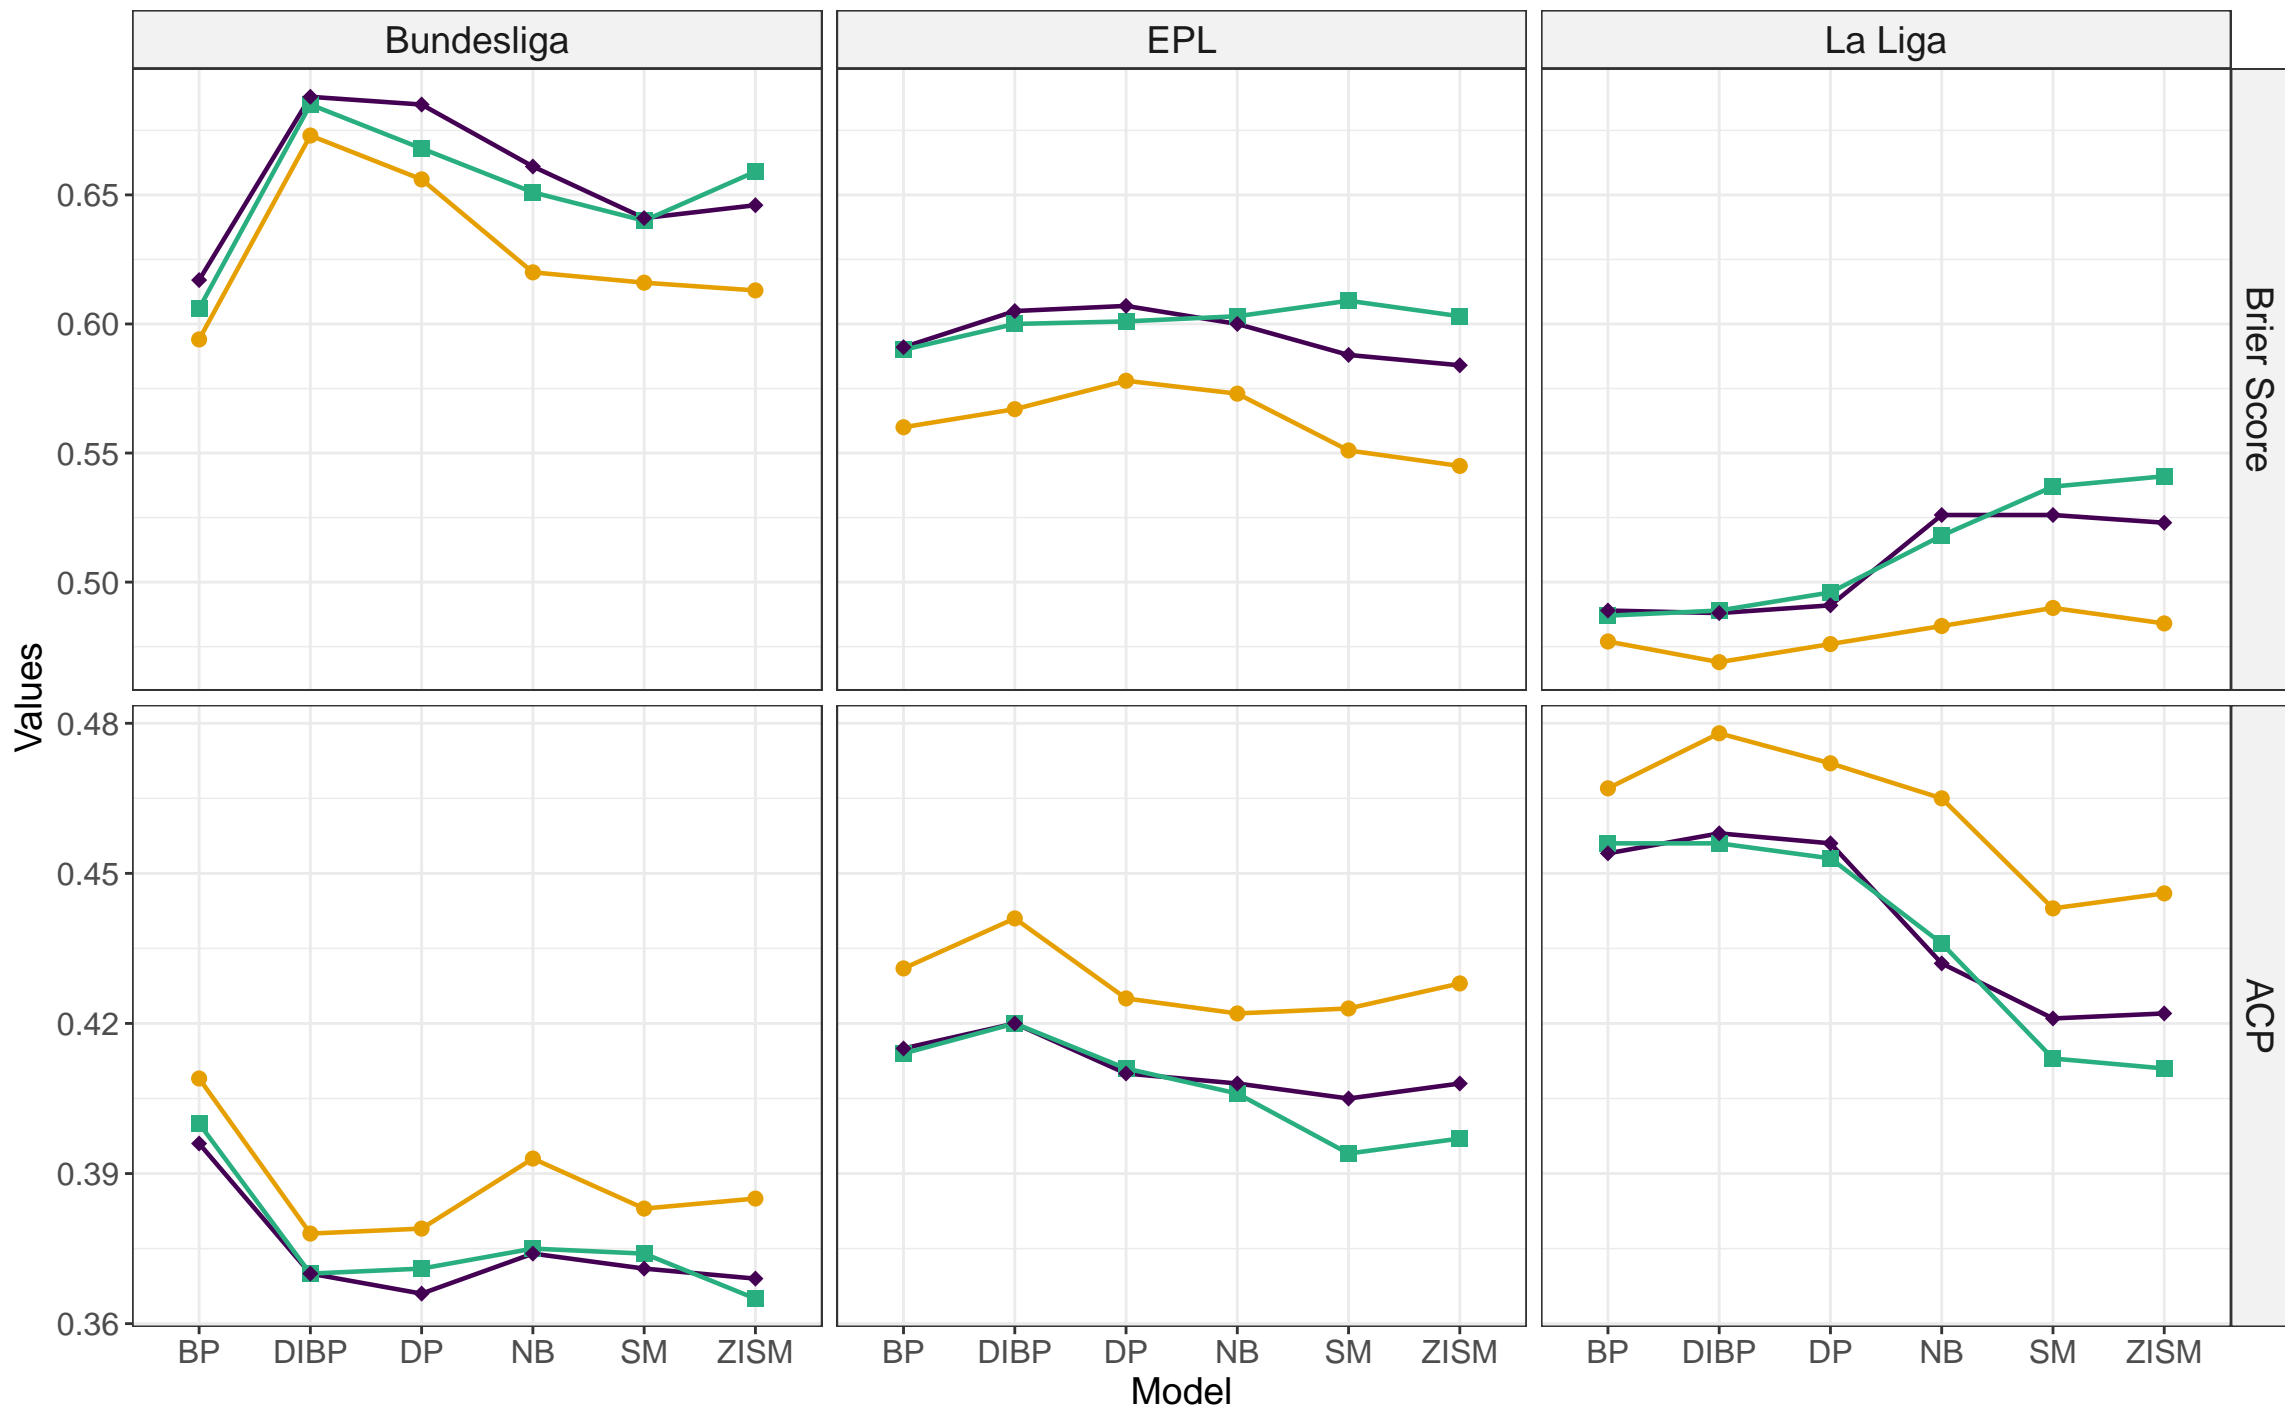 Bundesliga
EPL
La Liga
0.65
0.60
0.55
0.50
Brier Score
Values
0.48
0.45
0.42
0.39
0.36
ACP
BP DIBP DP NB SM ZISM
BP DIBP DP NB SM ZISM
BP DIBP DP NB SM ZISM
Model